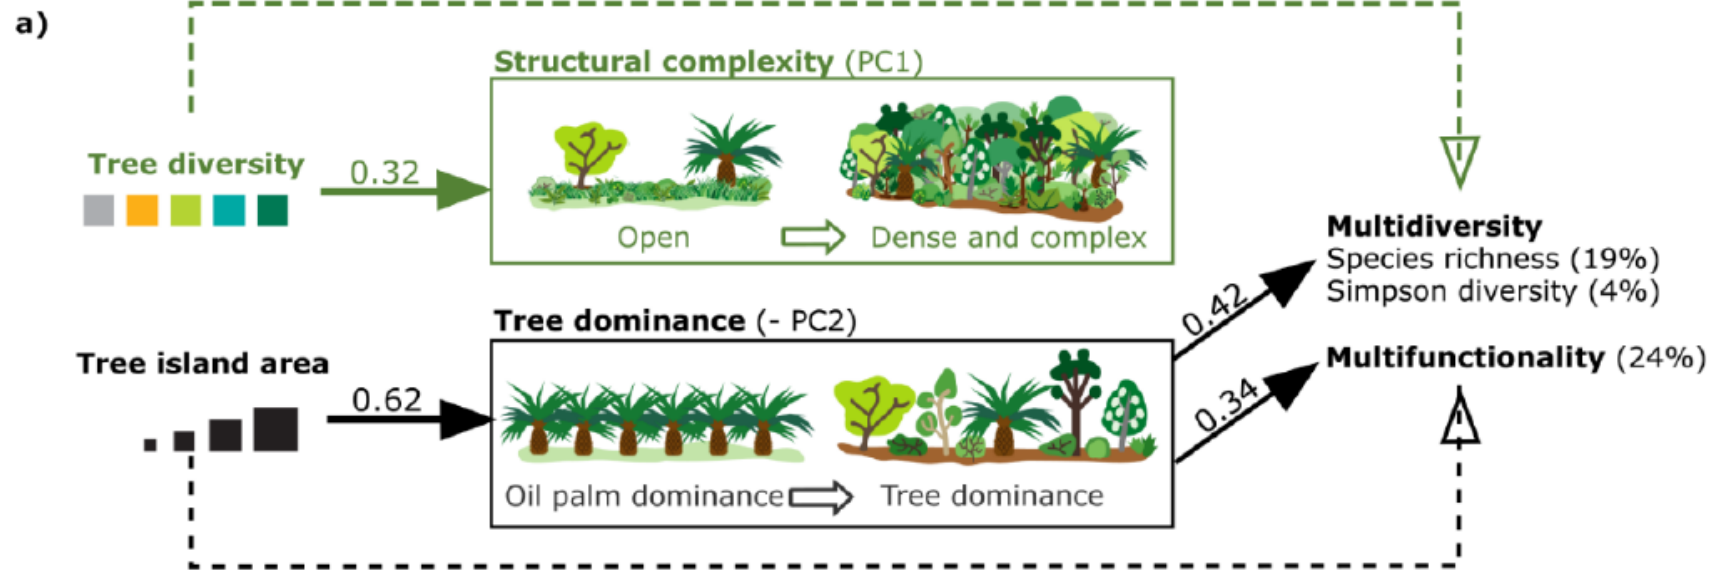 a)
Structural complexity (PC1)
Tree diversity
0.32
Open
Dense and complex
Multidiversity
Species richness (19%)
Simpson diversity (4%)
0.42
Tree dominance (- PC2)
Tree island area
0.62
Multifunctionality (24%)
0.34
Oil palm dominance
Tree dominance